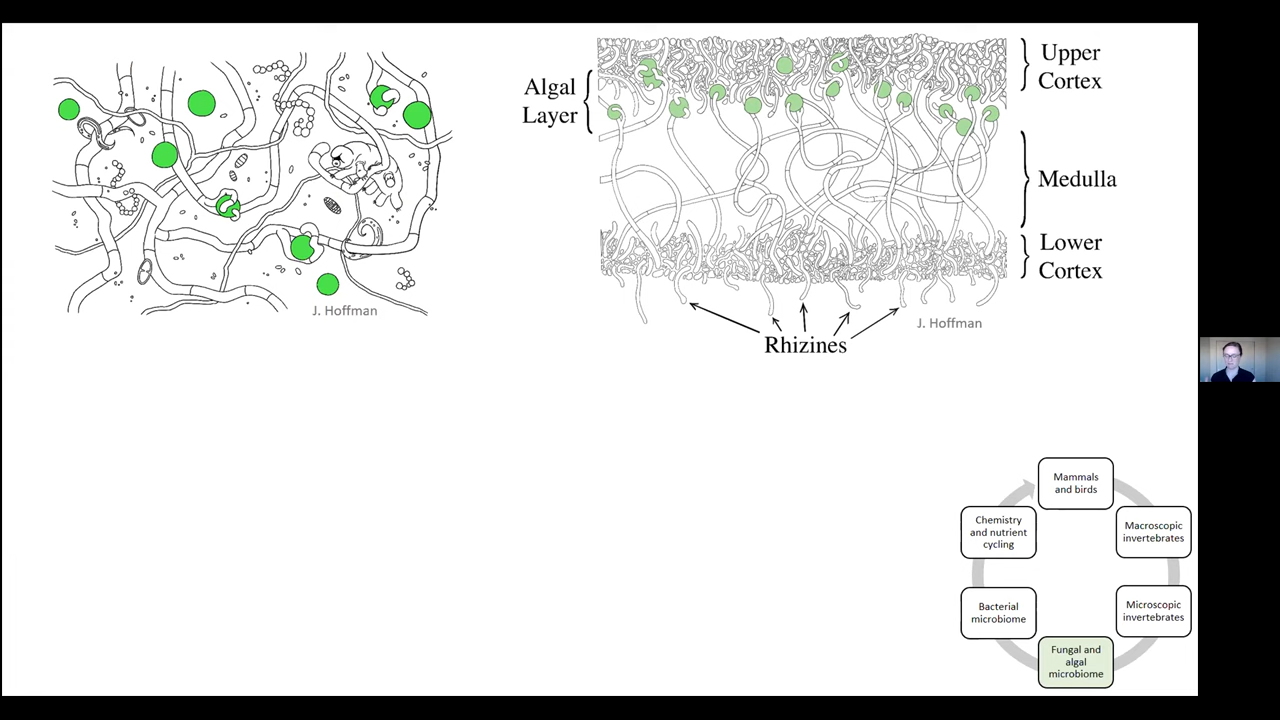 J. Hoffman
Algal
Layer
Upper
Cortex
Medulla
Lower
Cortex
Rhizines
J. Hoffman
Mammals
and birds
Macroscopic
invertebrates
Microscopic
invertebrates
Fungal and
algal
microbiome
Bacterial
microbiome
Chemistry
and nutrient
cycling